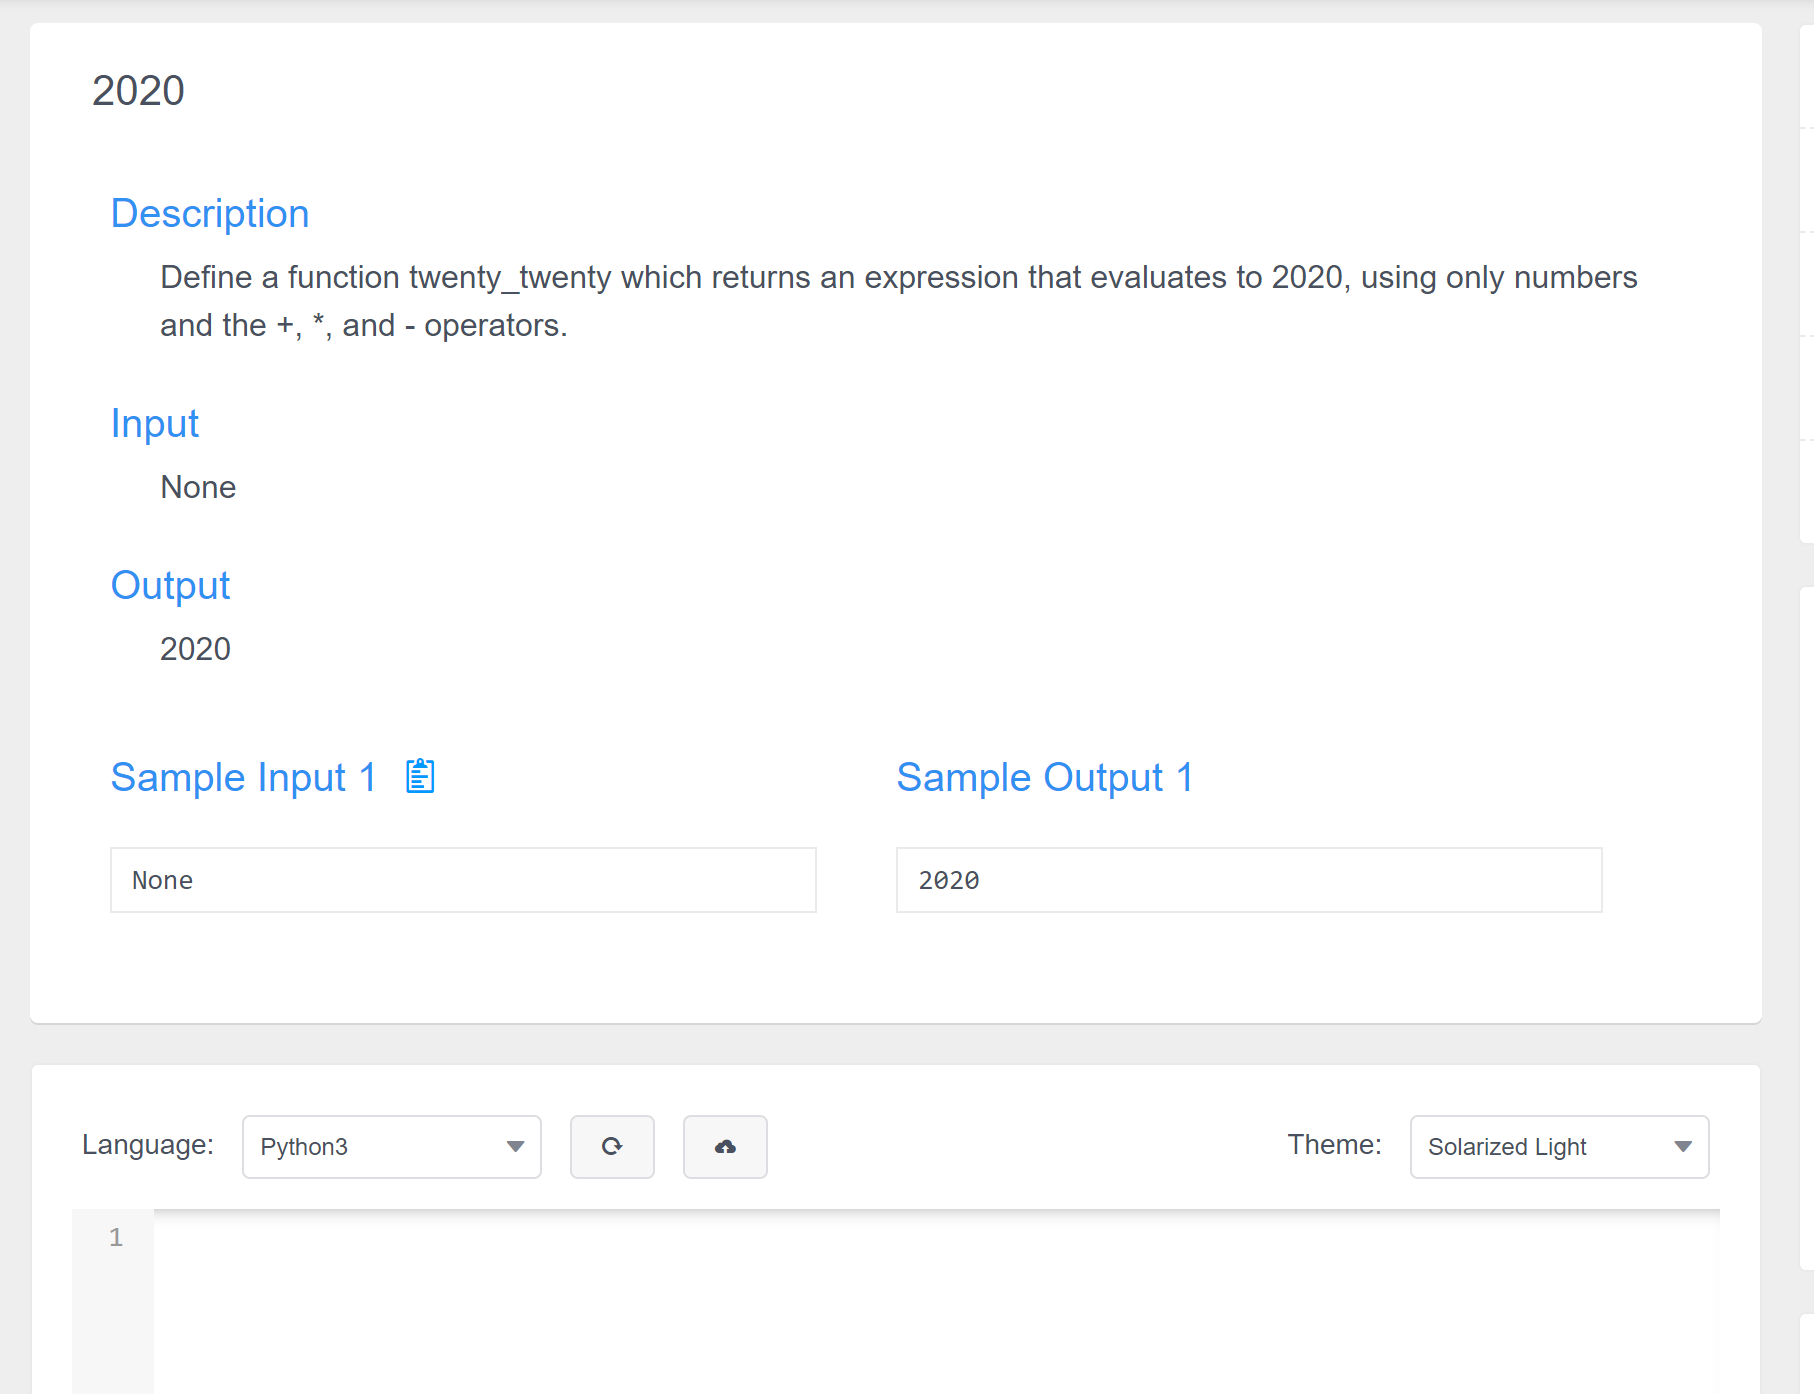 2020
Description
Define a function twenty_twenty which returns an expression that evaluates to 2020, using only numbers
and the +, *, and - operators.
Input
None
Output
2020
Sample Input 1
Sample Output 1
None
2020
Language:
Python3
Theme:
Solarized Light
1